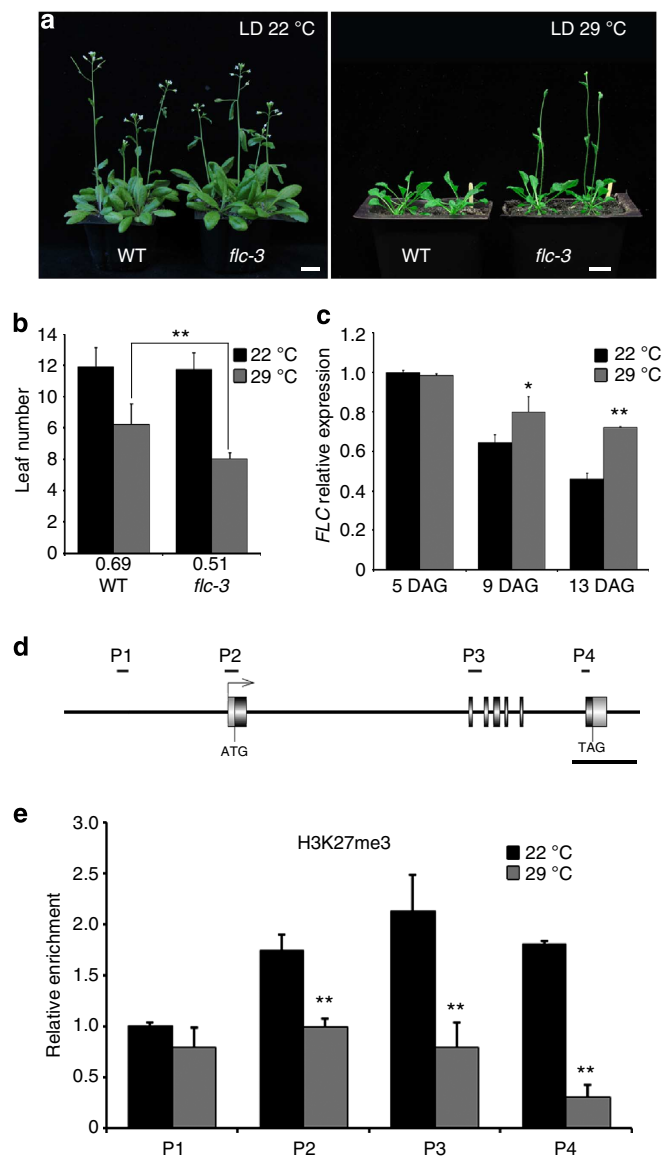 a
LD 22 °C
LD 29 °C
WT
flc-3
WT
flc-3
b
**
22 °C
29 °C
Leaf number
14
12
12
6
8
4
2
0
0.69
0.51
WT
flc-3
c
1.2
1.0
0.8
0.6
0.4
0.2
0
FLC relative expression
22 °C
29 °C
*
**
5 DAG
9 DAG
13 DAG
d
P1
P2
P3
P4
ATG
TAG
e
H3K27me3
22 °C
29 °C
Relative enrichment
3.0
2.5
2.0
1.5
1.0
0.5
0
**
**
**
P1
P2
P3
P4